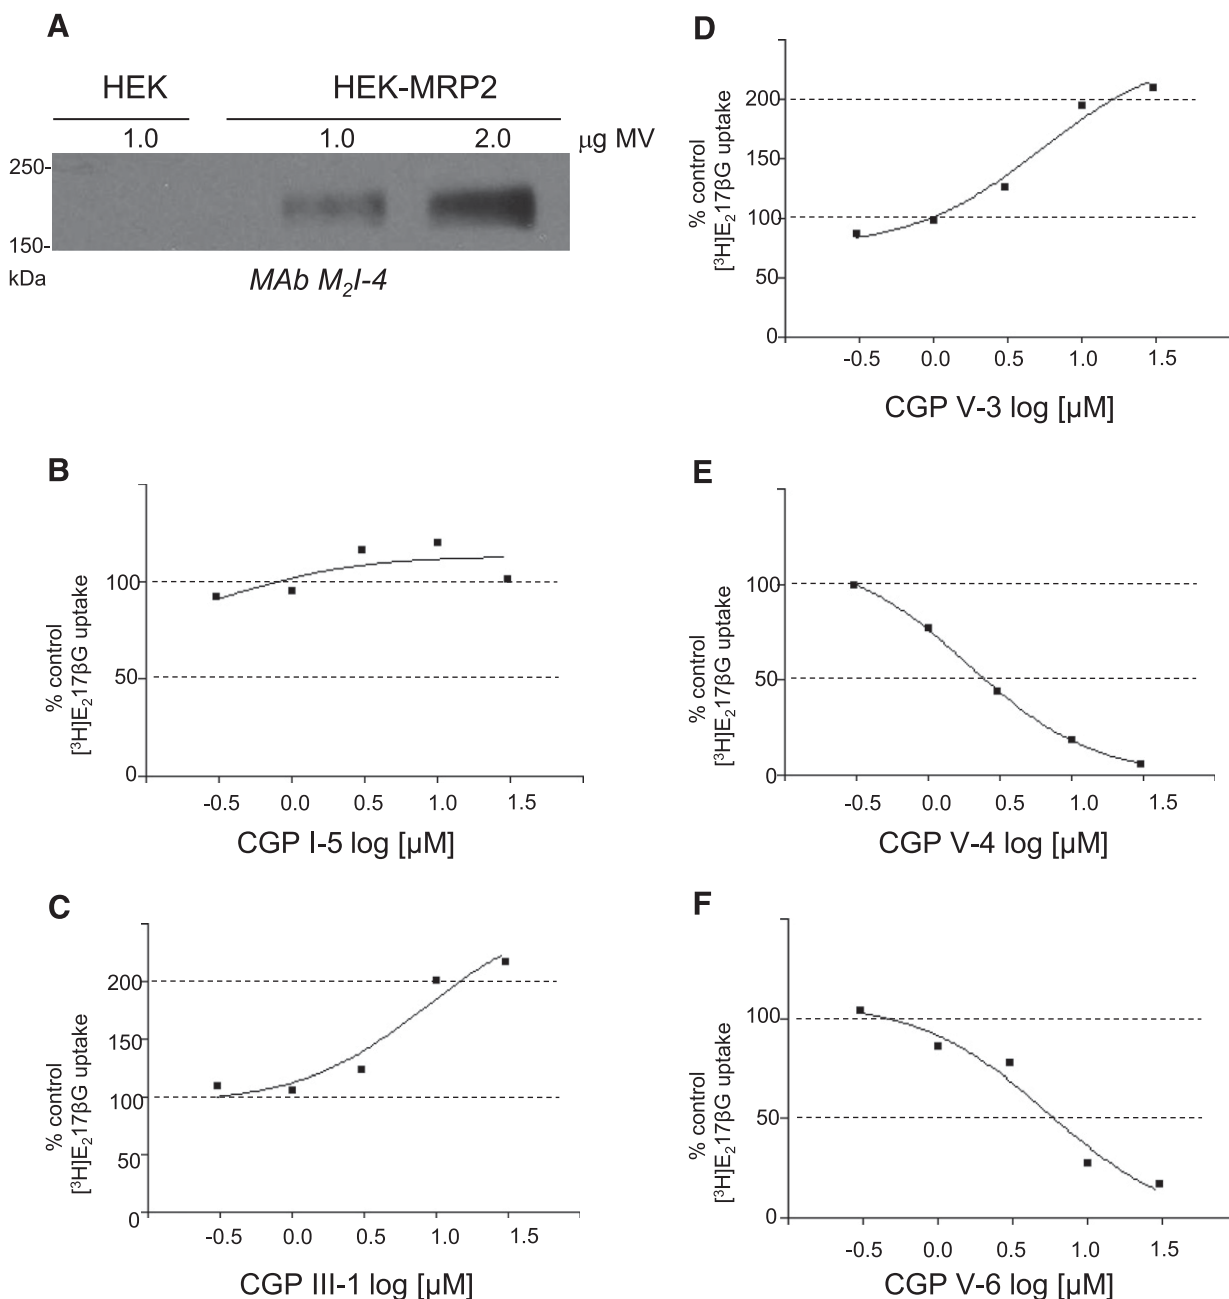 A
HEK HEK-MRP2
1.0 1.0 2.0 μg MV
250-
150-
kDa
MAb M₂I-4
B
100
50
0
% control
[³H]E₂17βG uptake
-0.5 0.0 0.5 1.0 1.5
CGP I-5 log [μM]
C
200
150
100
50
0
% control
[³H]E₂17βG uptake
-0.5 0.0 0.5 1.0 1.5
CGP III-1 log [μM]
D
200
150
100
50
0
% control
[³H]E₂17βG uptake
-0.5 0.0 0.5 1.0 1.5
CGP V-3 log [μM]
E
100
50
0
% control
[³H]E₂17βG uptake
-0.5 0.0 0.5 1.0 1.5
CGP V-4 log [μM]
F
100
50
0
% control
[³H]E₂17βG uptake
-0.5 0.0 0.5 1.0 1.5
CGP V-6 log [μM]